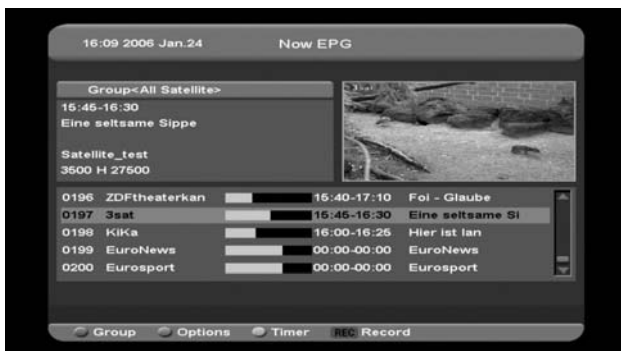 16:09 2006 Jan.24 Now EPG
Group<All Satellite>
15:45-16:30
Eine seltsame Sippe
Satellite_test
3500 H 27500
3sat
0196 ZDFtheaterkan 15:40-17:10 Foi - Glaube
0197 3sat 15:45-16:30 Eine seltsame Si
0198 KiKa 16:00-16:25 Hier ist Ian
0199 EuroNews 00:00-00:00 EuroNews
0200 Eurosport 00:00-00:00 Eurosport
Group Options Timer REC Record